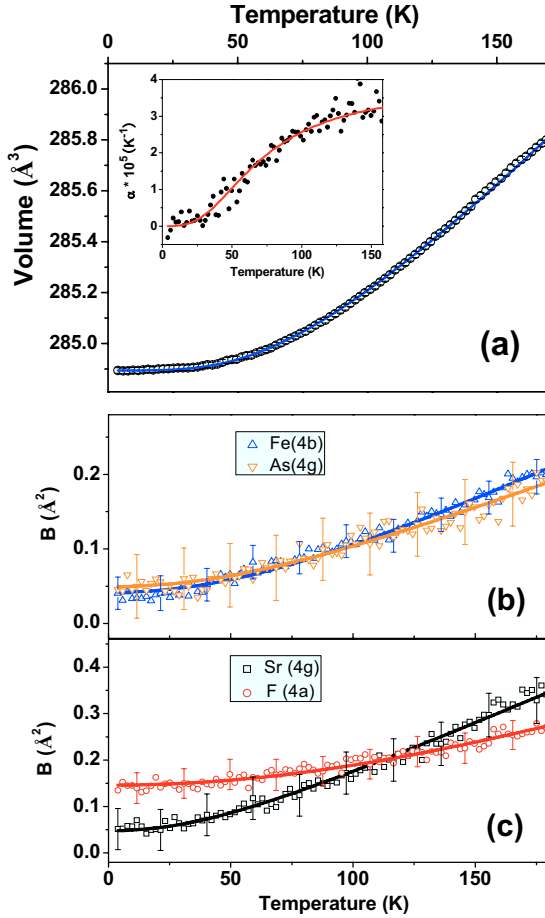 Temperature (K)
0 50 100 150
286.0
285.8
285.6
285.4
285.2
285.0
Volume (Å³)
4
3
2
1
0
α * 10⁵ (K⁻¹)
0 50 100 150
Temperature (K)
(a)
Fe(4b)
As(4g)
0.2
0.1
0.0
B (Å²)
(b)
Sr (4g)
F (4a)
0.4
0.3
0.2
0.1
0.0
B (Å²)
(c)
0 50 100 150
Temperature (K)